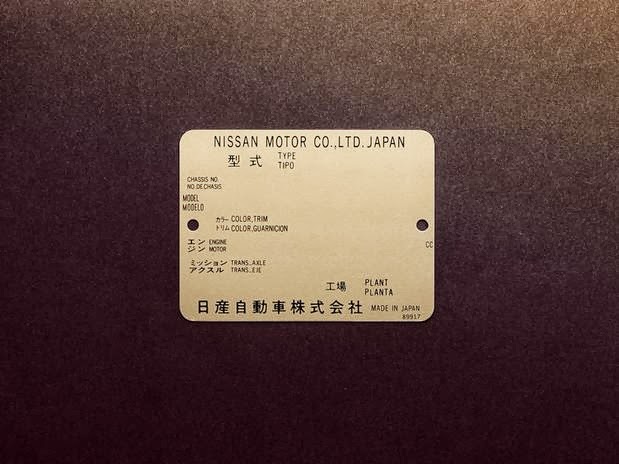 NISSAN MOTOR CO.,LTD. JAPAN
型式 TYPE
TIPO
CHASSIS NO.
NO.DE.CHASIS
MODEL
MODELO
カラー COLOR,TRIM
トリム COLOR,GUARNICION
エン ENGINE
ジン MOTOR
CC
ミッション TRANS.,AXLE
アクスル TRANS.,EJE
工場 PLANT
PLANTA
日産自動車株式会社 MADE IN JAPAN
89917